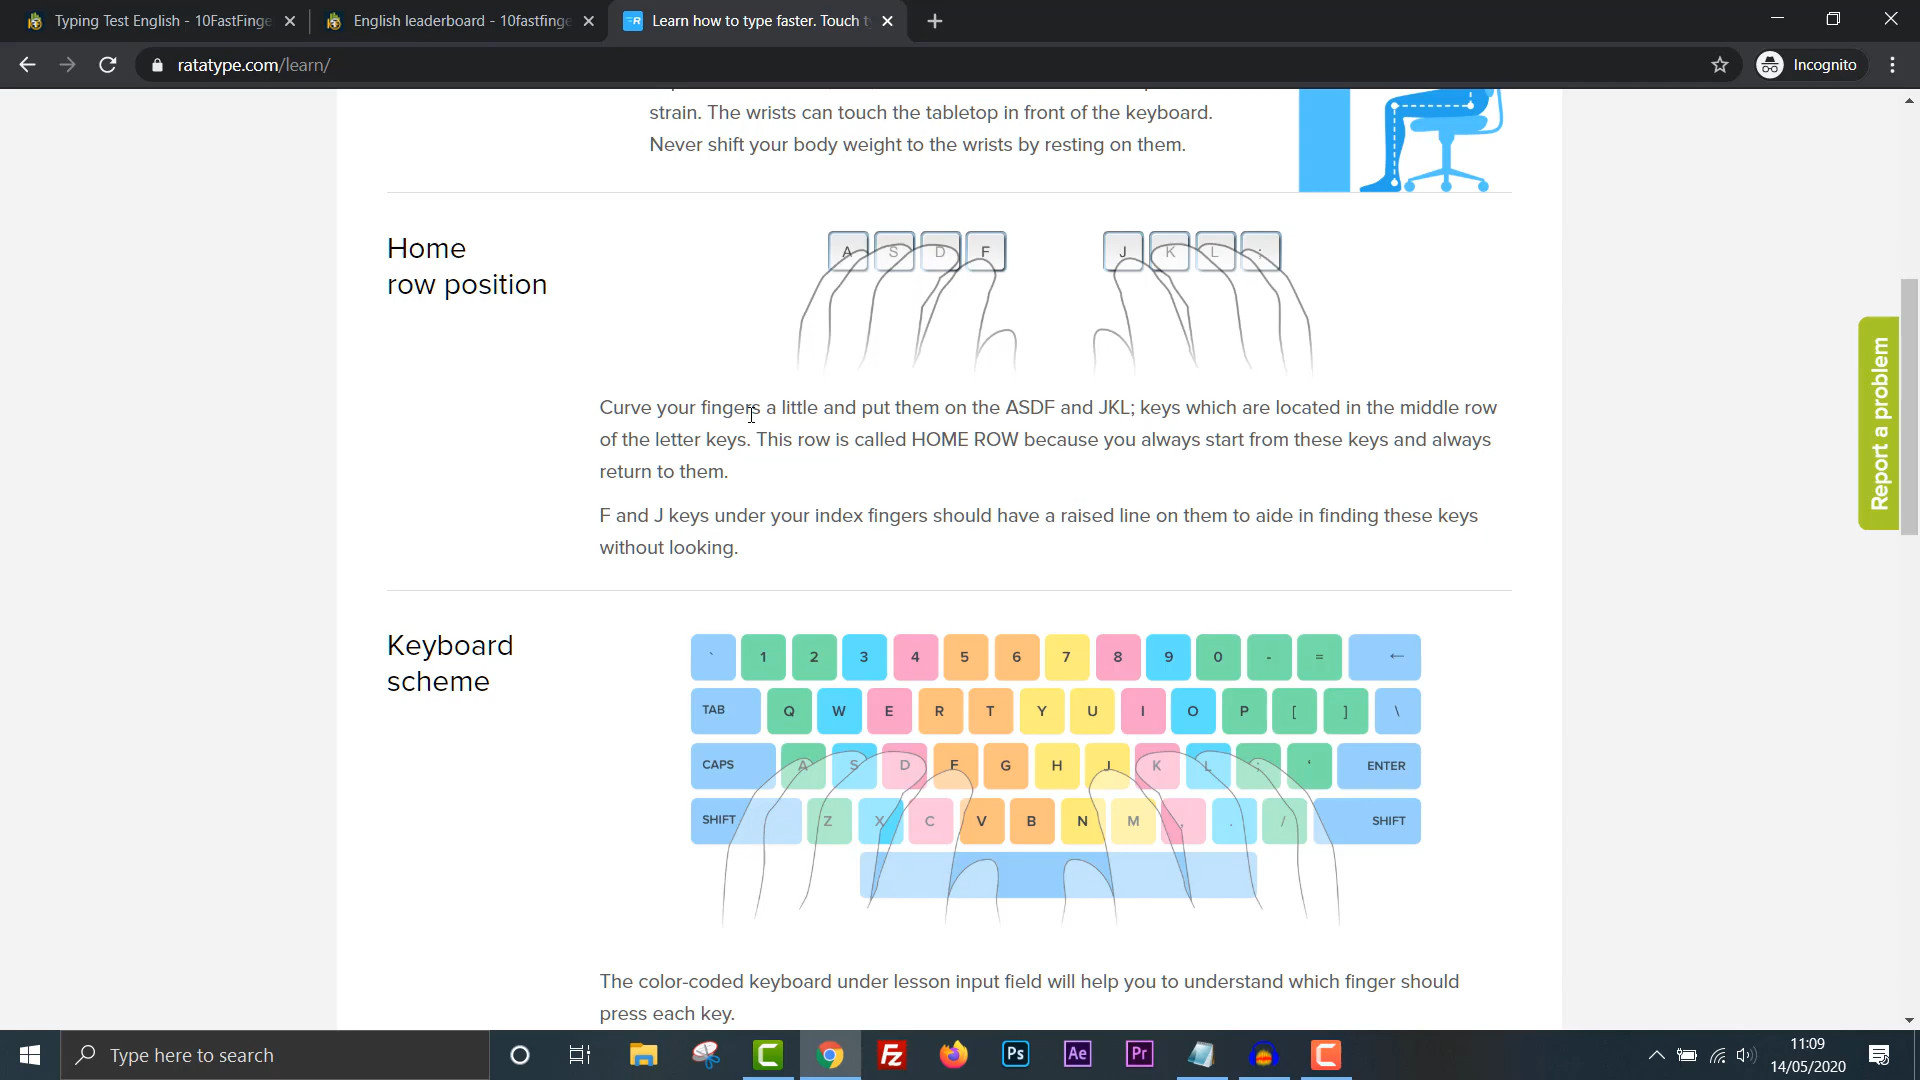 Typing Test English - 10FastFinge
English leaderboard - 10fastfinge
Learn how to type faster. Touch t
ratatype.com/learn/
Incognito
strain. The wrists can touch the tabletop in front of the keyboard.
Never shift your body weight to the wrists by resting on them.
Home
row position
A S D F J K L ;
Curve your fingers a little and put them on the ASDF and JKL; keys which are located in the middle row
of the letter keys. This row is called HOME ROW because you always start from these keys and always
return to them.
F and J keys under your index fingers should have a raised line on them to aide in finding these keys
without looking.
Report a problem
Keyboard
scheme
` 1 2 3 4 5 6 7 8 9 0 - = ←
TAB Q W E R T Y U I O P [ ] \
CAPS A S D F G H J K L ; ' ENTER
SHIFT Z X C V B N M , . / SHIFT
The color-coded keyboard under lesson input field will help you to understand which finger should
press each key.
Type here to search
Fz
Ps
Ae
Pr
11:09
14/05/2020